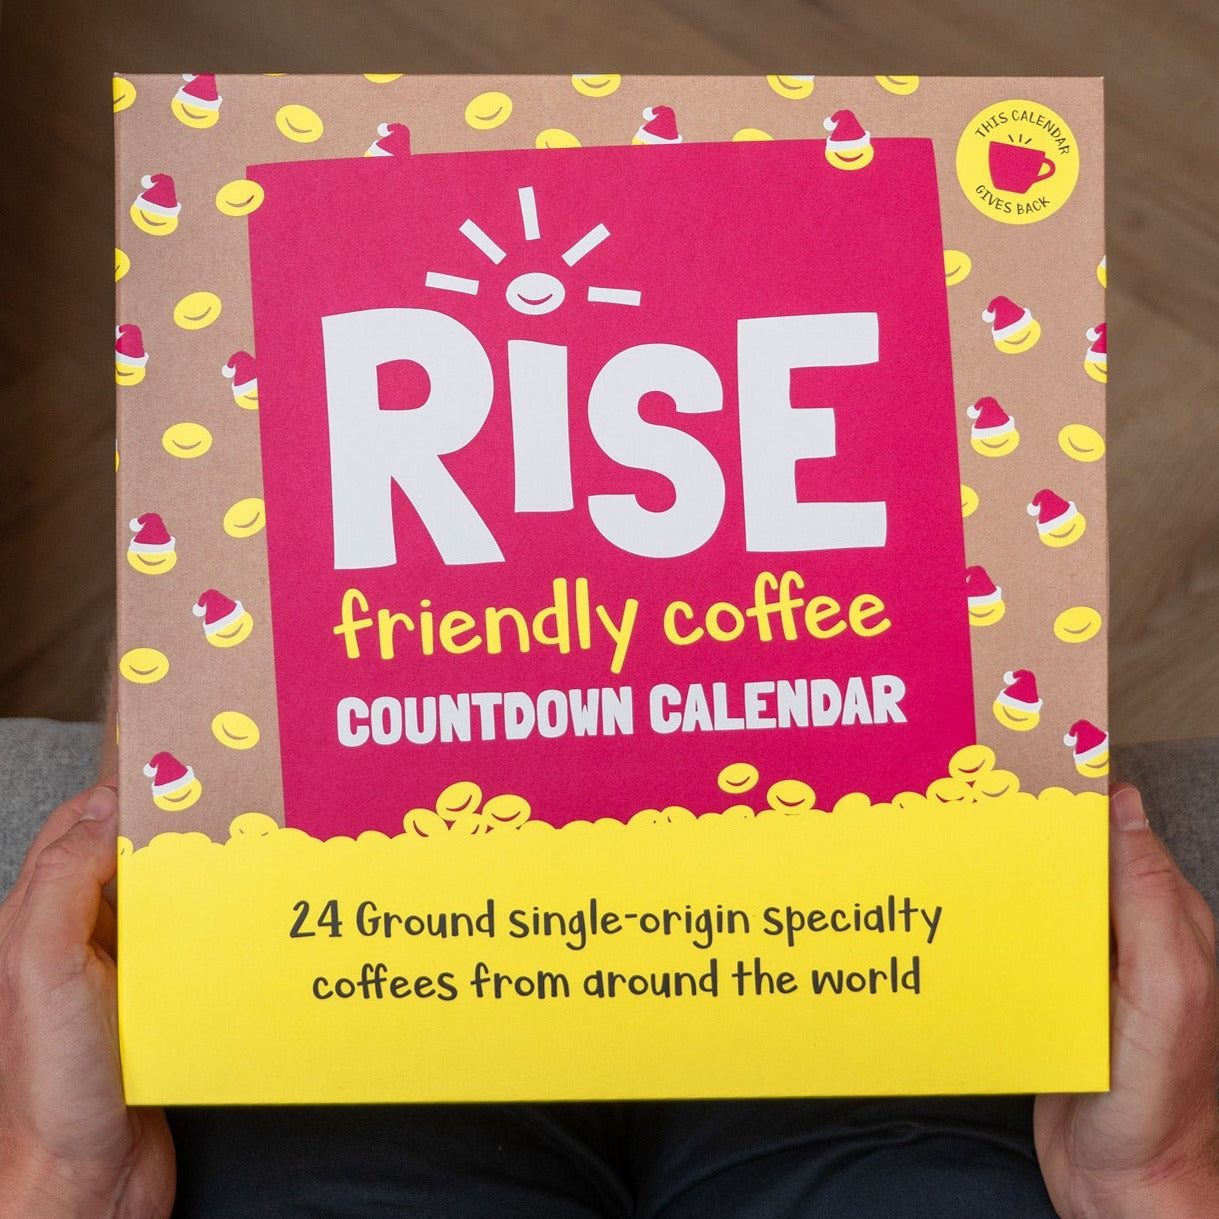 THIS CALENDAR
GIVES BACK
RiSE
friendly coffee
COUNTDOWN CALENDAR
24 Ground single-origin specialty
coffees from around the world